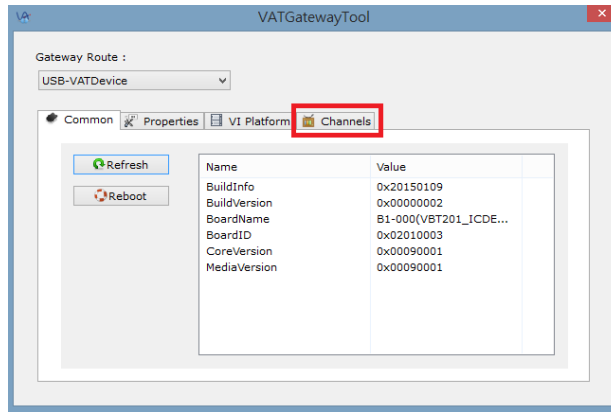 VATGatewayTool
Gateway Route :
USB-VATDevice
Common Properties VI Platform Channels
Refresh
Reboot
Name Value
BuildInfo 0x20150109
BuildVersion 0x00000002
BoardName B1-000(VBT201_ICDE...
BoardID 0x02010003
CoreVersion 0x00090001
MediaVersion 0x00090001